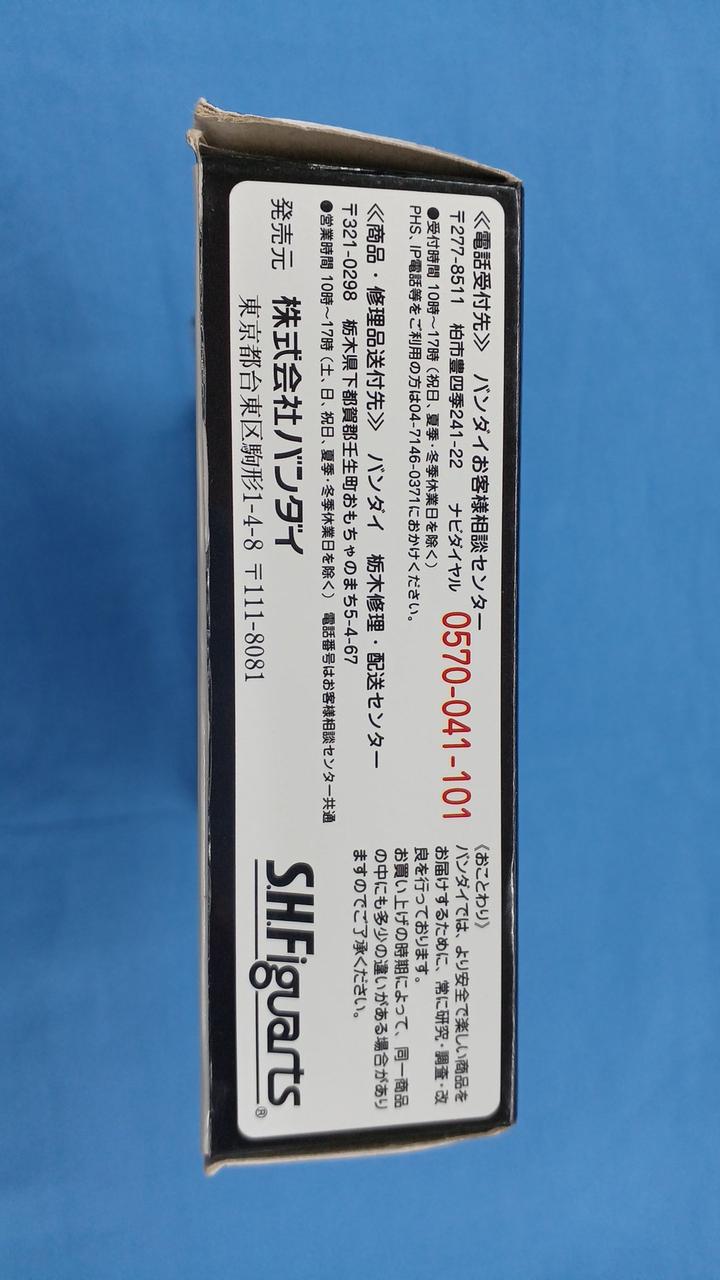 《電話受付先》 バンダイお客様相談センター
〒277-8511 柏市豊四季241-22 ナビダイヤル 0570-041-101
●受付時間 10時～17時(祝日、夏季・冬季休業日を除く)
PHS、IP電話等をご利用の方は04-7146-0371におかけください。
《商品・修理品送付先》 バンダイ 栃木修理・配送センター
〒321-0298 栃木県下都賀郡壬生町おもちゃのまち5-4-67
●営業時間 10時～17時(土、日、祝日、夏季・冬季休業日を除く) 電話番号はお客様相談センター共通
発売元 株式会社バンダイ
東京都台東区駒形1-4-8 〒111-8081
《おことわり》
バンダイでは、より安全で楽しい商品を
お届けするために、常に研究・調査・改
良を行っております。
お買い上げの時期によって、同一商品
の中にも多少の違いがある場合があり
ますのでご了承ください。
S.H.Figuarts®